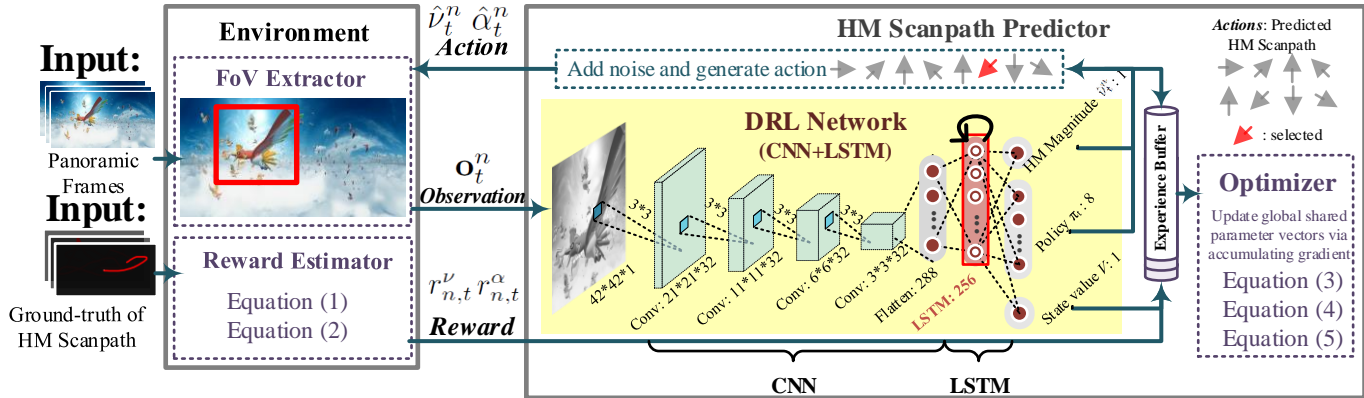 Input:
Panoramic
Frames
Input:
Ground-truth of
HM Scanpath
Environment
FoV Extractor
Reward Estimator
Equation (1)
Equation (2)
ν̂ₜⁿ α̂ₜⁿ
Action
oₜⁿ
Observation
r^ν_{n,t} r^α_{n,t}
Reward
HM Scanpath Predictor
Add noise and generate action
DRL Network
(CNN+LSTM)
42*42*1
3*3
Conv: 21*21*32
3*3
Conv: 11*11*32
3*3
Conv: 6*6*32
3*3
Conv: 3*3*32
Flatten: 288
LSTM: 256
HM Magnitude ν̂ₜⁿ: 1
Policy πₜ: 8
State value V: 1
CNN
LSTM
Experience Buffer
Actions: Predicted
HM Scanpath
: selected
Optimizer
Update global shared
parameter vectors via
accumulating gradient
Equation (3)
Equation (4)
Equation (5)